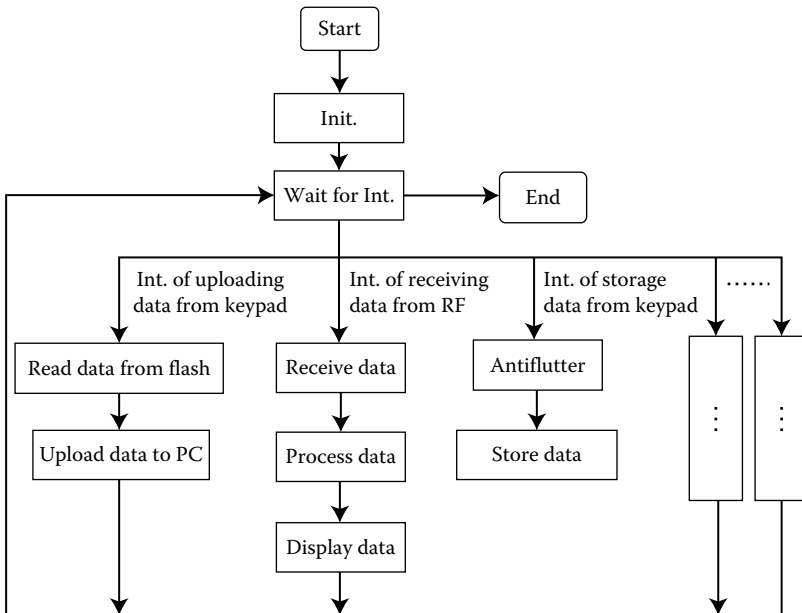 Start
Init.
Wait for Int.
End
Int. of uploading
data from keypad
Int. of receiving
data from RF
Int. of storage
data from keypad
.......
Read data from flash
Receive data
Antiflutter
Upload data to PC
Process data
Store data
⋮
⋮
Display data